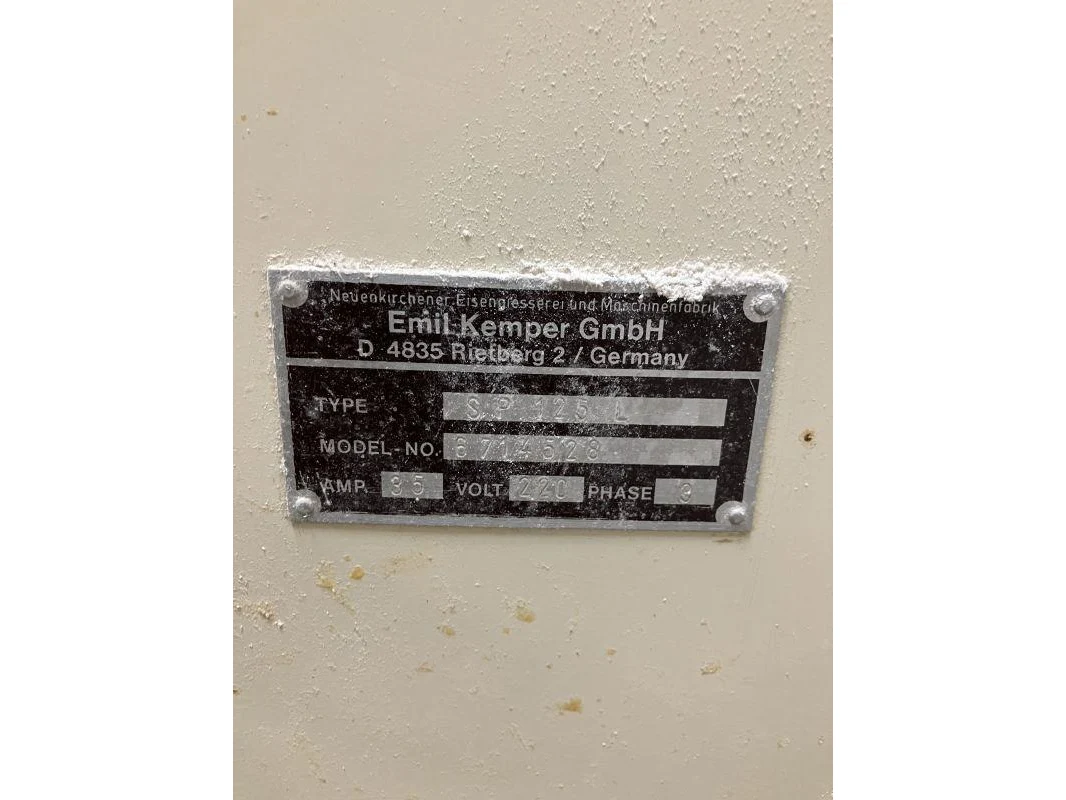 Neuenkirchener Eisengiesserei und Maschinenfabrik
Emil Kemper GmbH
D 4835 Rietberg 2 / Germany
TYPE SP 125 L
MODEL-NO. 6714528
AMP. 35 VOLT 220 PHASE 3